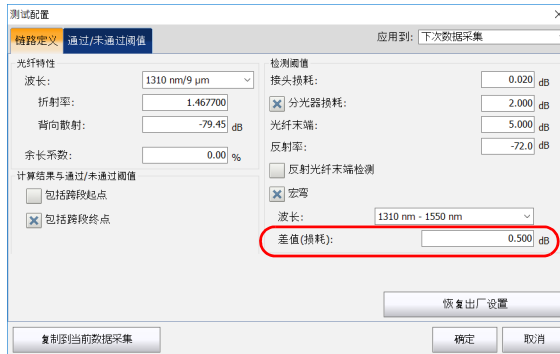 测试配置
链路定义 通过/未通过阈值
应用到: 下次数据采集
光纤特性
波长: 1310 nm/9 µm
折射率: 1.467700
背向散射: -79.45 dB
余长系数: 0.00 %
计算结果与通过/未通过阈值
包括跨段起点
包括跨段终点
检测阈值
接头损耗: 0.020 dB
分光器损耗: 2.000 dB
光纤末端: 5.000 dB
反射率: -72.0 dB
反射光纤末端检测
宏弯
波长: 1310 nm - 1550 nm
差值(损耗): 0.500 dB
恢复出厂设置
复制到当前数据采集
确定 取消